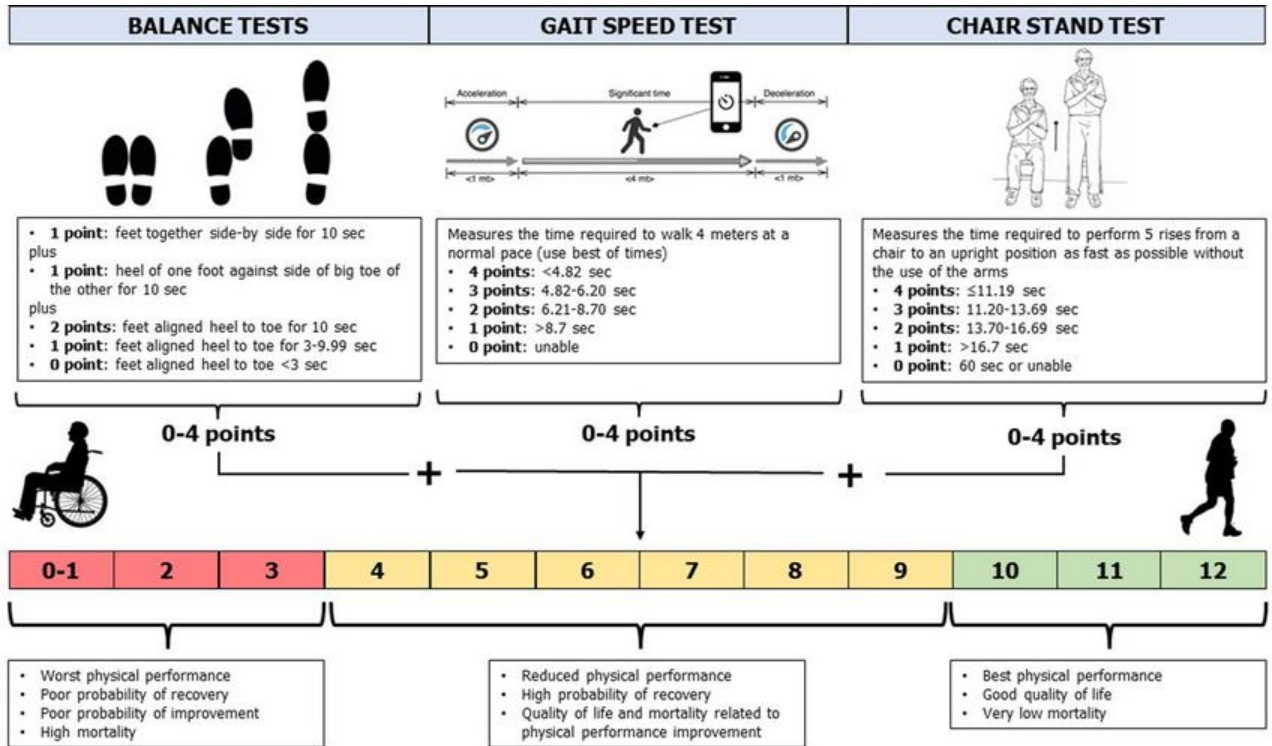 BALANCE TESTS
GAIT SPEED TEST
CHAIR STAND TEST
Acceleration
Significant time
Deceleration
<1 mt>
<4 mt>
<1 mt>
• 1 point: feet together side-by side for 10 sec
plus
• 1 point: heel of one foot against side of big toe of
the other for 10 sec
plus
• 2 points: feet aligned heel to toe for 10 sec
• 1 point: feet aligned heel to toe for 3-9.99 sec
• 0 point: feet aligned heel to toe <3 sec
Measures the time required to walk 4 meters at a
normal pace (use best of times)
• 4 points: <4.82 sec
• 3 points: 4.82-6.20 sec
• 2 points: 6.21-8.70 sec
• 1 point: >8.7 sec
• 0 point: unable
Measures the time required to perform 5 rises from a
chair to an upright position as fast as possible without
the use of the arms
• 4 points: ≤11.19 sec
• 3 points: 11.20-13.69 sec
• 2 points: 13.70-16.69 sec
• 1 point: >16.7 sec
• 0 point: 60 sec or unable
0-4 points
0-4 points
0-4 points
+
+
0-1 2 3 4 5 6 7 8 9 10 11 12
• Worst physical performance
• Poor probability of recovery
• Poor probability of improvement
• High mortality
• Reduced physical performance
• High probability of recovery
• Quality of life and mortality related to
physical performance improvement
• Best physical performance
• Good quality of life
• Very low mortality